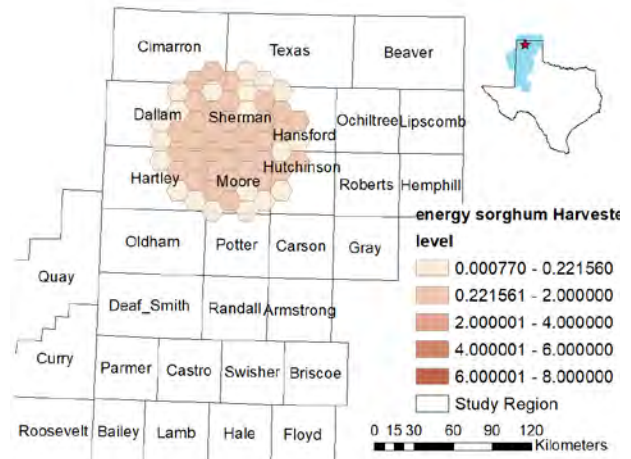 Cimarron Texas Beaver
Dallam Sherman Hansford Ochiltree Lipscomb
Hartley Moore Hutchinson Roberts Hemphill
Oldham Potter Carson Gray
Quay
Deaf_Smith Randall Armstrong
Curry Parmer Castro Swisher Briscoe
Roosevelt Bailey Lamb Hale Floyd
energy sorghum Harveste
level
0.000770 - 0.221560
0.221561 - 2.000000
2.000001 - 4.000000
4.000001 - 6.000000
6.000001 - 8.000000
Study Region
0 15 30 60 90 120
Kilometers